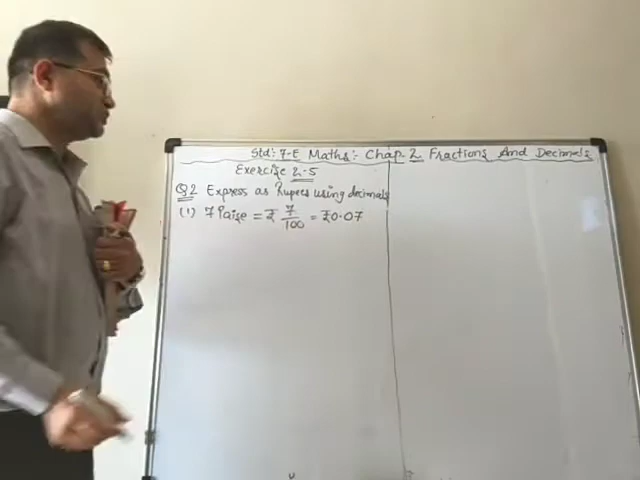 Std:- 7-E Maths:- Chap. 2 Fractions And Decimals
Exercise 2.5
Q2 Express as Rupees using decimals
(1) 7 Paise = ₹ 7/100 = ₹0.07